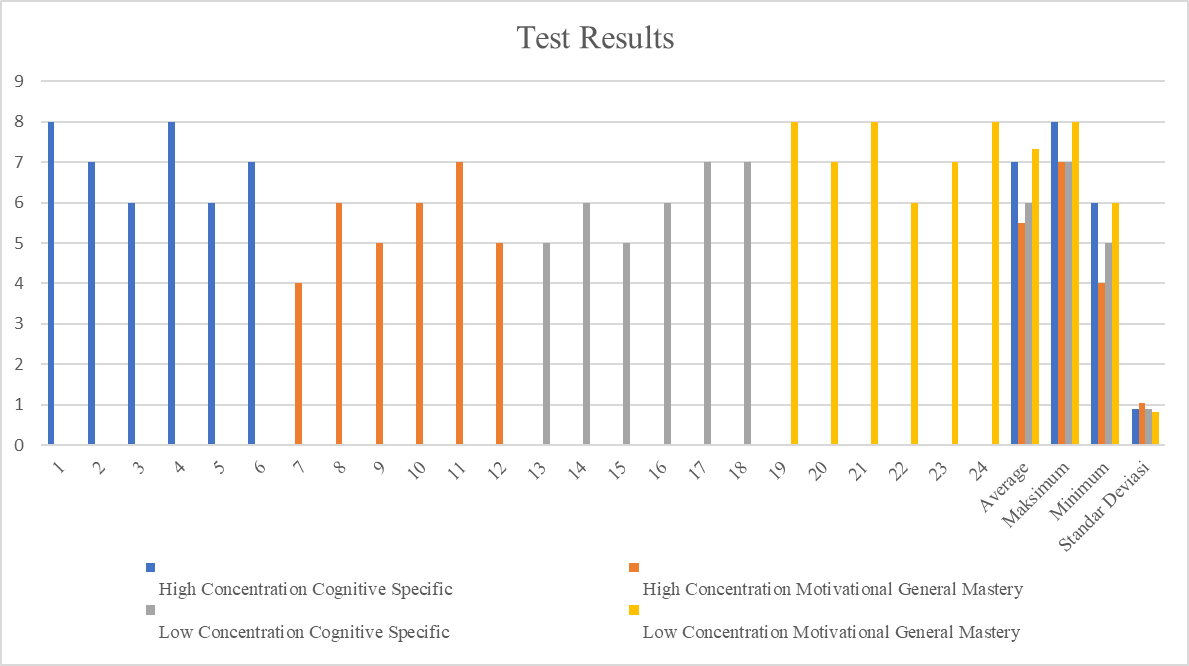 Test Results
9
8
7
6
5
4
3
2
1
0
1 2 3 4 5 6 7 8 9 10 11 12 13 14 15 16 17 18 19 20 21 22 23 24 Average Maksimum Minimum Standar Deviasi
High Concentration Cognitive Specific High Concentration Motivational General Mastery
Low Concentration Cognitive Specific Low Concentration Motivational General Mastery